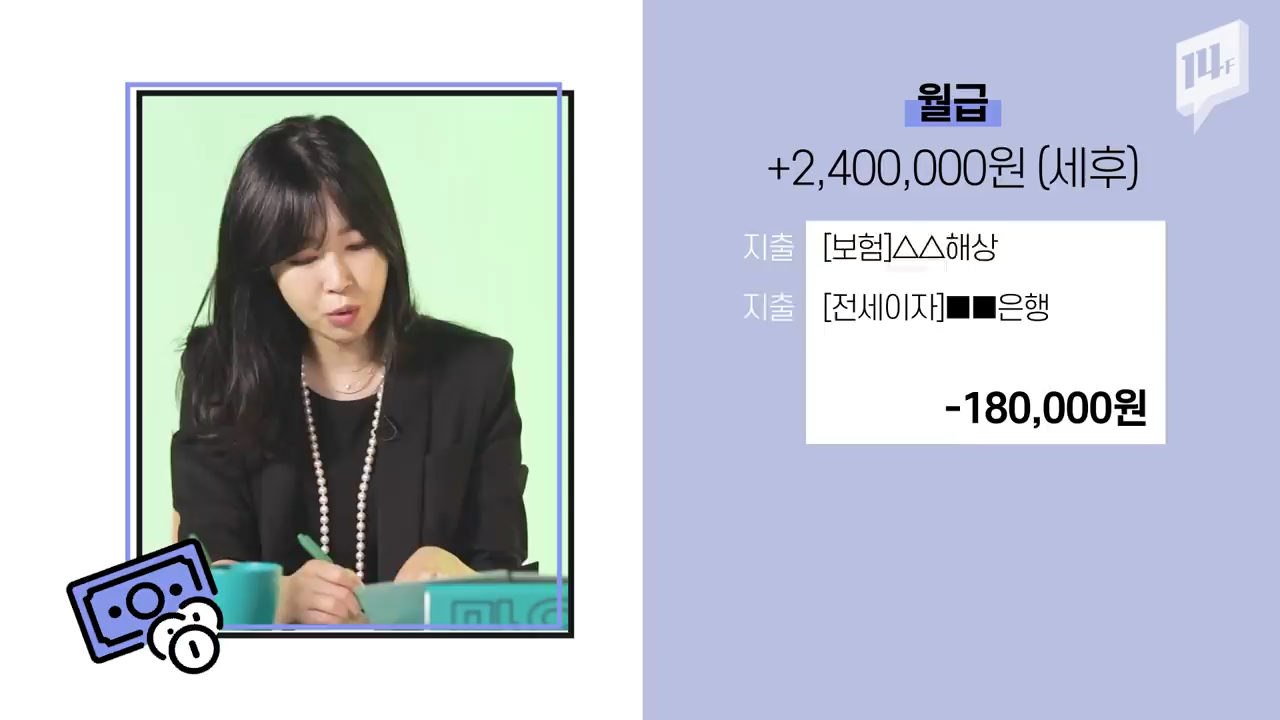 14F
월급
+2,400,000원 (세후)
지출 [보험]△△해상
지출 [전세이자]■■은행
-180,000원